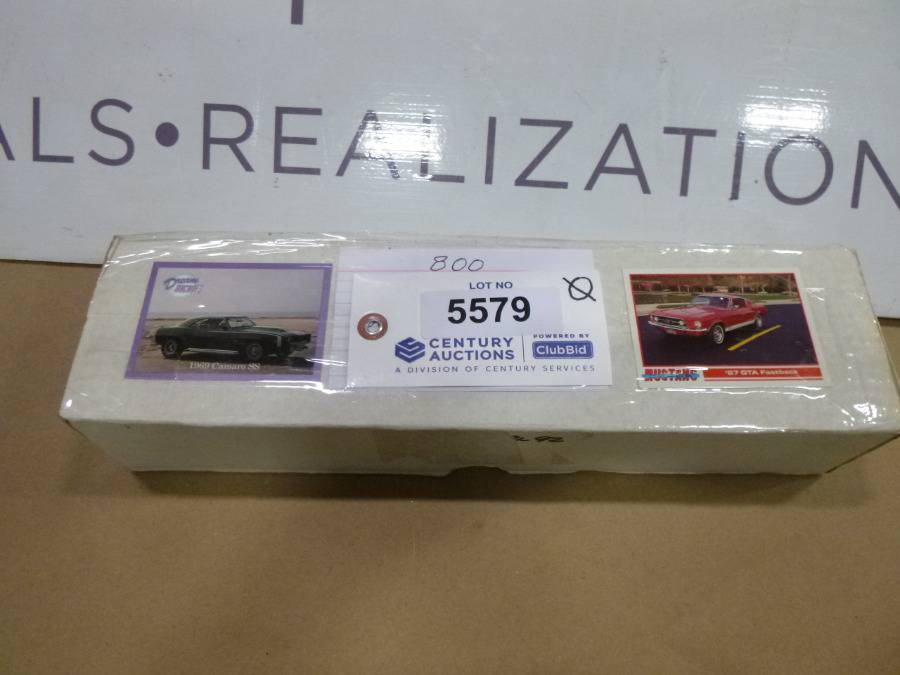 ALS•REALIZATION
800
LOT NO
5579
CENTURY
AUCTIONS
POWERED BY
ClubBid
A DIVISION OF CENTURY SERVICES
1969 Camaro SS
MUSTANG
'67 GTA Fastback